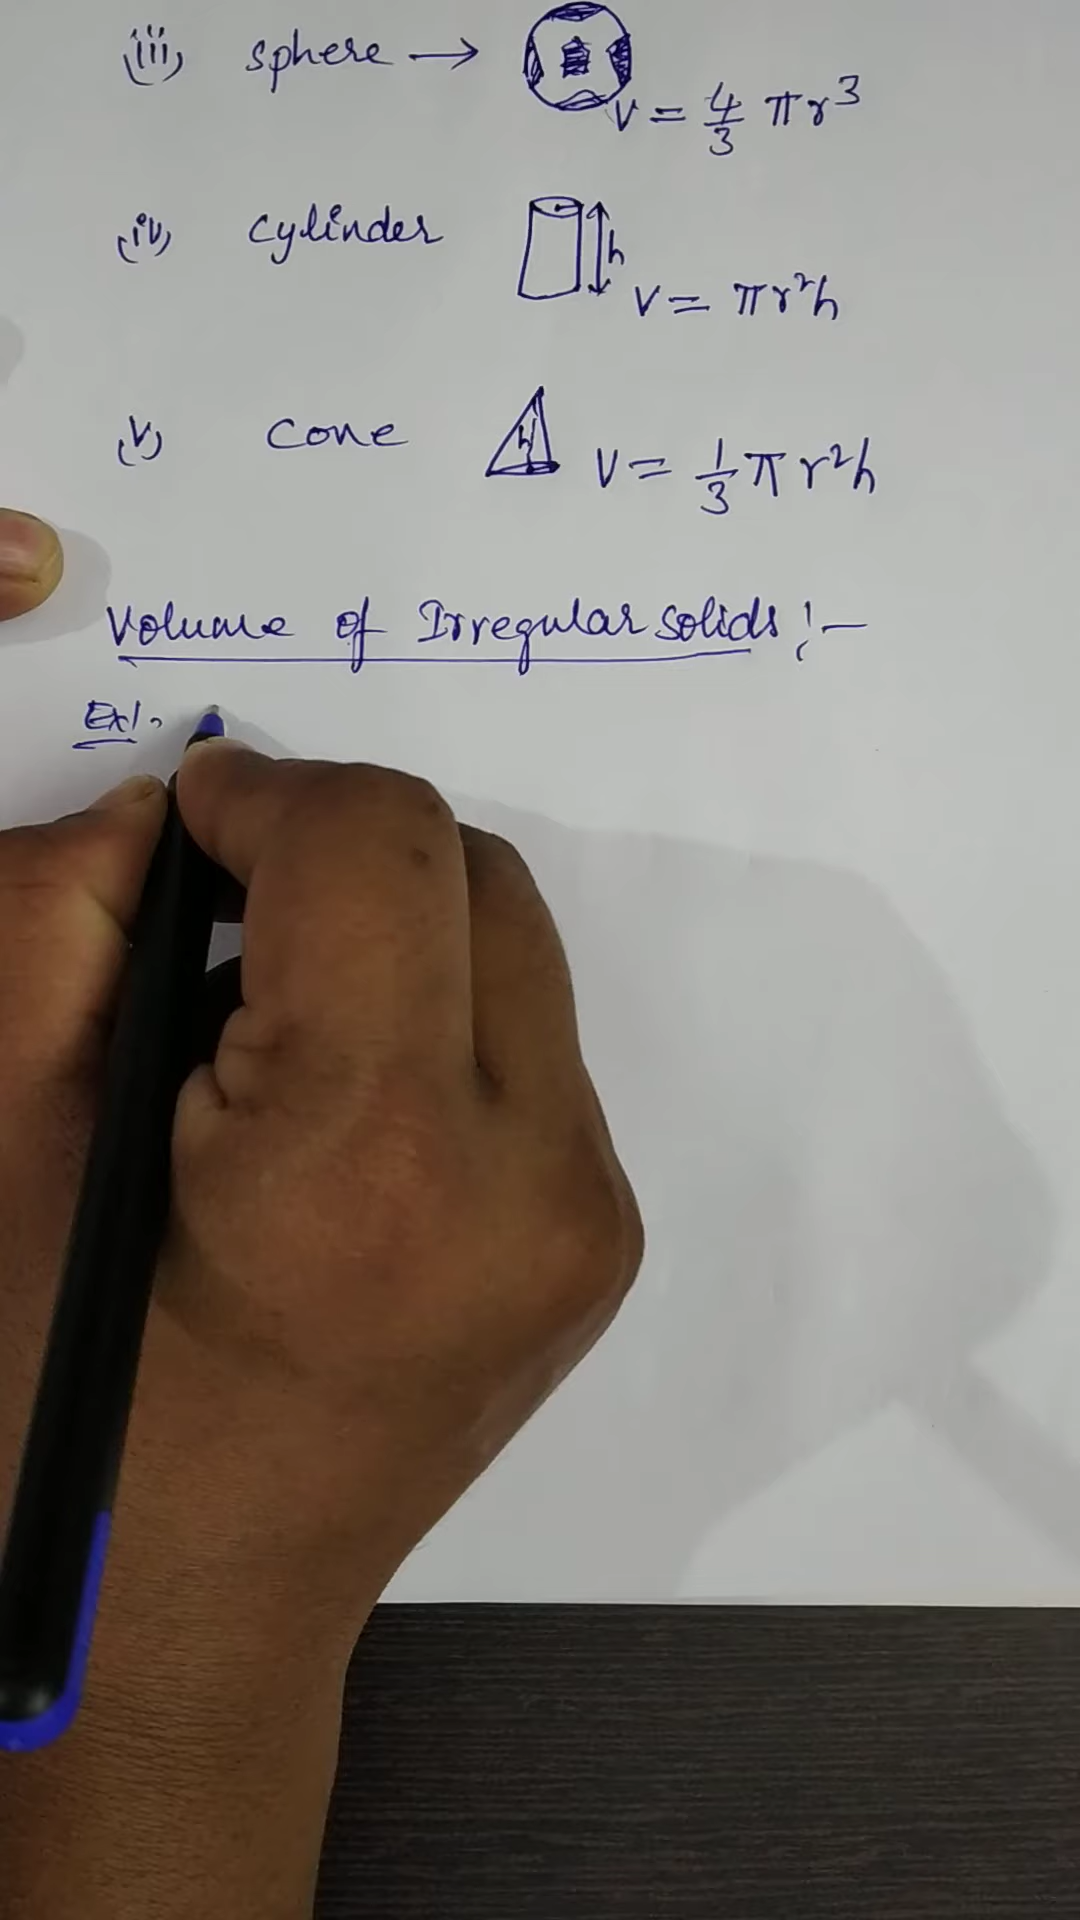 (iii) sphere → V = 4/3 πr³
(iv) cylinder h V = πr²h
(v) cone h V = 1/3 πr²h
Volume of Irregular solids :-
Ex:-